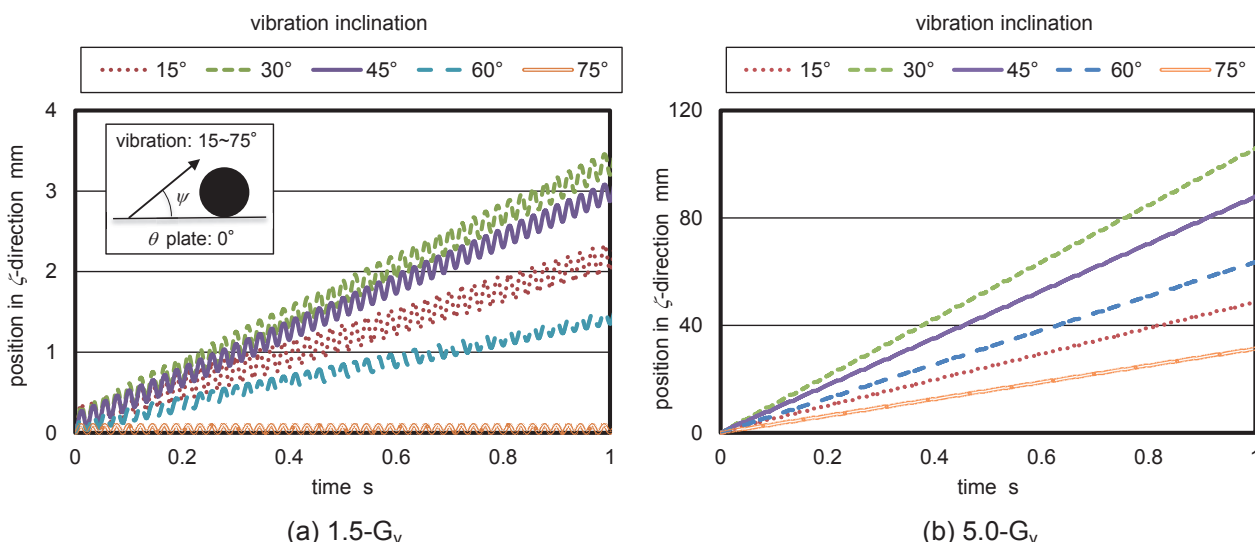 vibration inclination
15° 30° 45° 60° 75°
position in ζ-direction mm
4
3
2
1
0
vibration: 15~75°
ψ
θ plate: 0°
0 0.2 0.4 0.6 0.8 1
time s
(a) 1.5-Gv
vibration inclination
15° 30° 45° 60° 75°
position in ζ-direction mm
120
80
40
0
0 0.2 0.4 0.6 0.8 1
time s
(b) 5.0-Gv